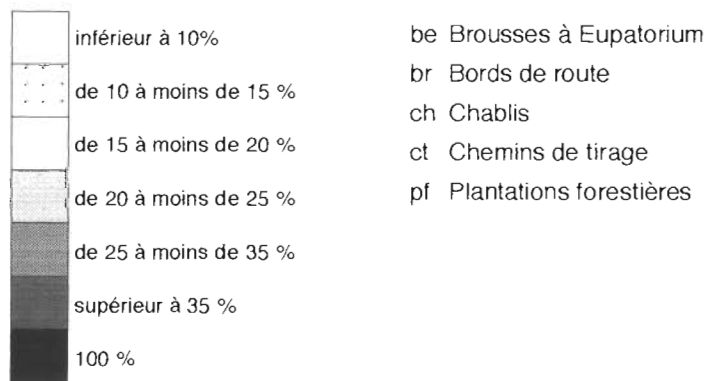 inférieur à 10%
de 10 à moins de 15 %
de 15 à moins de 20 %
de 20 à moins de 25 %
de 25 à moins de 35 %
supérieur à 35 %
100 %
be Brousses à Eupatorium
br Bords de route
ch Chablis
ct Chemins de tirage
pf Plantations forestières